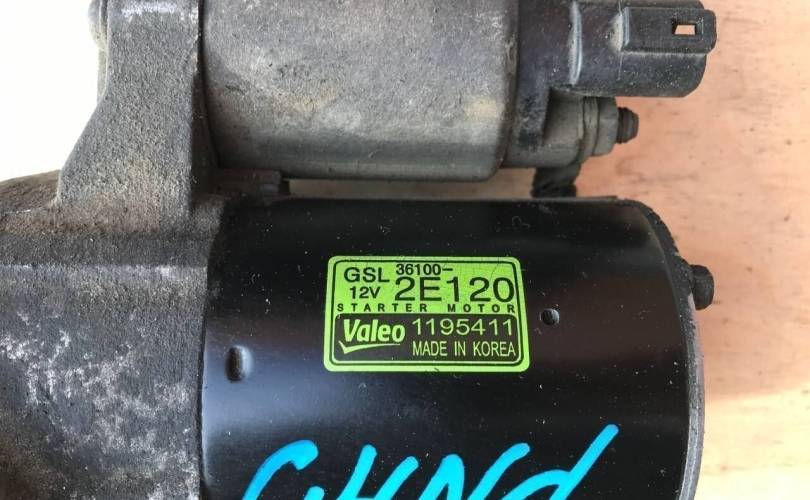 GSL 36100-
12V 2E120
STARTER MOTOR
Valeo 1195411
MADE IN KOREA